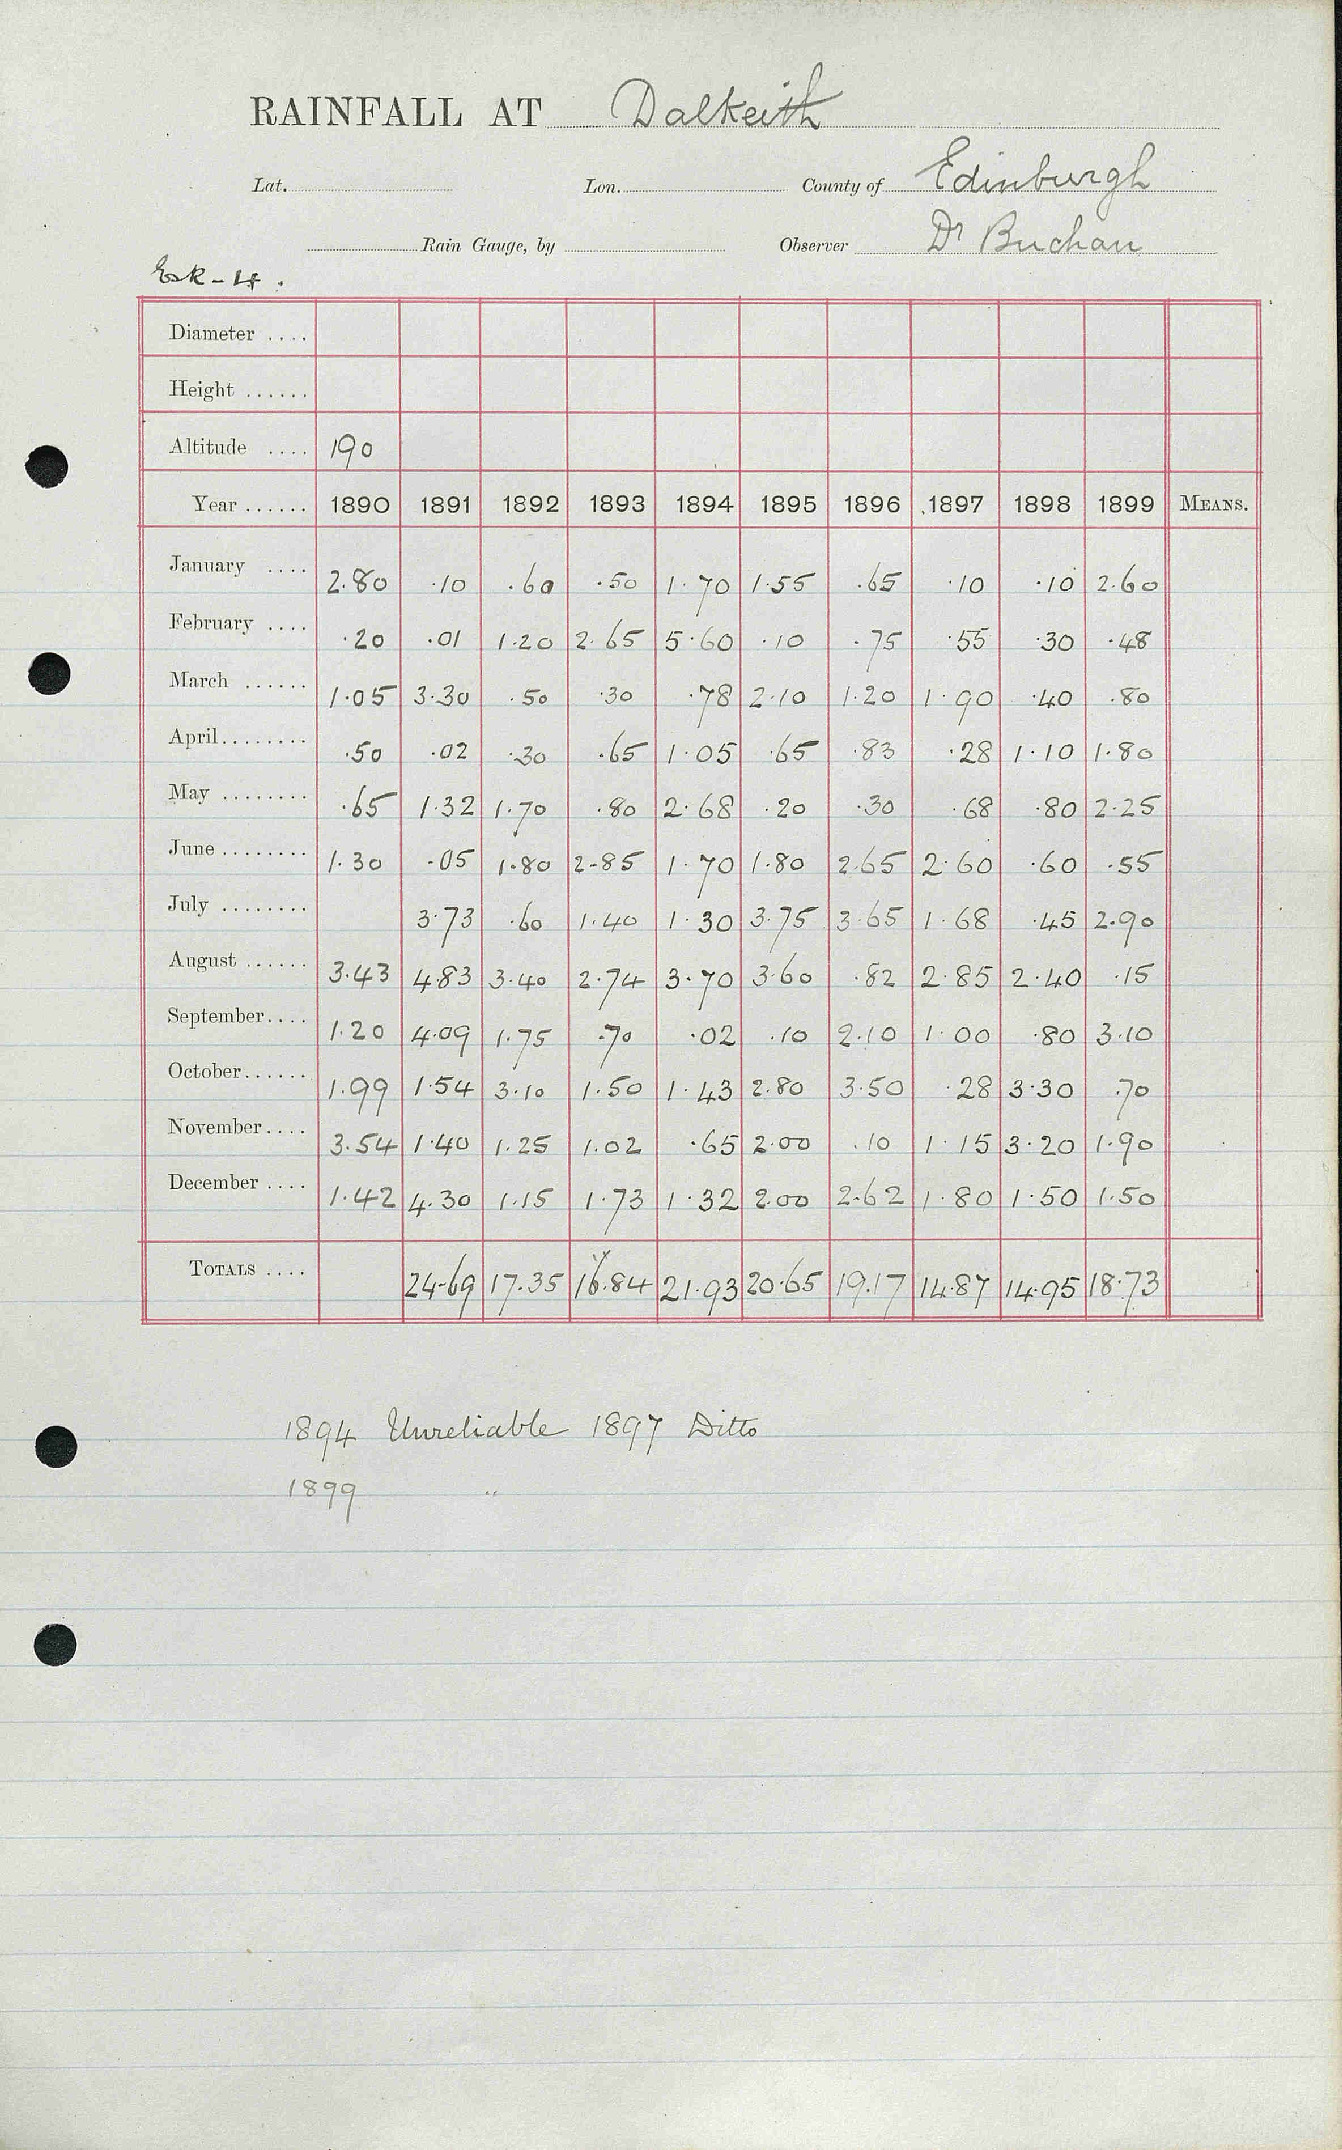 RAINFALL AT Dalkeith
Lat. Lon. County of Edinburgh
Rain Gauge, by Observer Dr Buchan
Esk-4.
Diameter ....
Height ......
Altitude .... 190
Year ...... 1890 1891 1892 1893 1894 1895 1896 1897 1898 1899 MEANS.
January .... 2.80 .10 .60 .50 1.70 1.55 .65 .10 .10 2.60
February .... .20 .01 1.20 2.65 5.60 .10 .75 .55 .30 .48
March ...... 1.05 3.30 .50 .30 .78 2.10 1.20 1.90 .40 .80
April........ .50 .02 .30 .65 1.05 .65 .83 .28 1.10 1.80
May ........ .65 1.32 1.70 .80 2.68 .20 .30 .68 .80 2.25
June ........ 1.30 .05 1.80 2.85 1.70 1.80 2.65 2.60 .60 .55
July ........ 3.73 .60 1.40 1.30 3.75 3.65 1.68 .45 2.90
August ...... 3.43 4.83 3.40 2.74 3.70 3.60 .82 2.85 2.40 .15
September.... 1.20 4.09 1.75 .70 .02 .10 2.10 1.00 .80 3.10
October...... 1.99 1.54 3.10 1.50 1.43 2.80 3.50 .28 3.30 .70
November.... 3.54 1.40 1.25 1.02 .65 2.00 .10 1.15 3.20 1.90
December .... 1.42 4.30 1.15 1.73 1.32 2.00 2.62 1.80 1.50 1.50
TOTALS .... 24.69 17.35 16.84 21.93 20.65 19.17 14.87 14.95 18.73
1894 Unreliable 1897 Ditto
1899 "